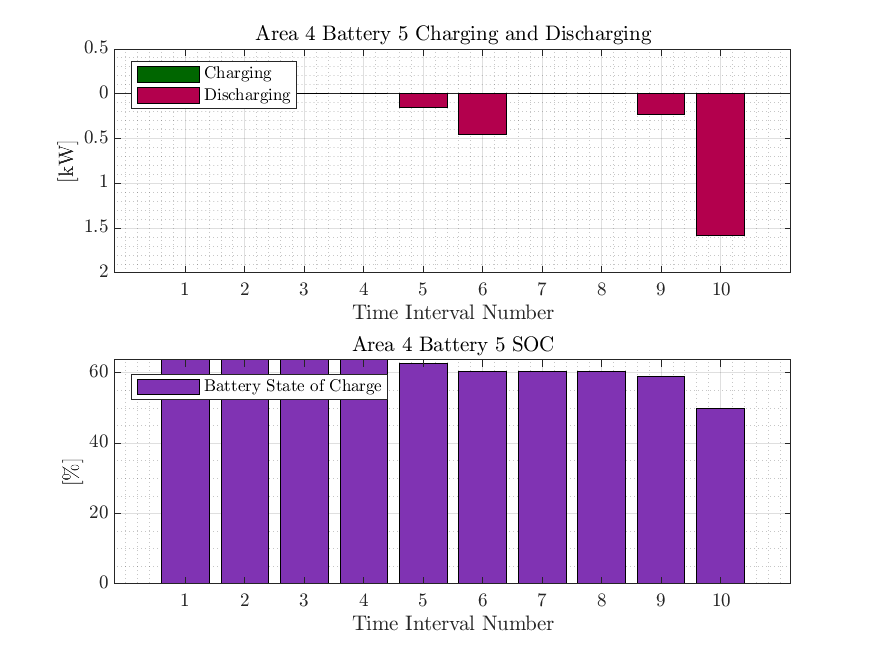 Area 4 Battery 5 Charging and Discharging
0.5
0
0.5
1
1.5
2
[kW]
Charging
Discharging
1 2 3 4 5 6 7 8 9 10
Time Interval Number
Area 4 Battery 5 SOC
60
40
20
0
[%]
Battery State of Charge
1 2 3 4 5 6 7 8 9 10
Time Interval Number